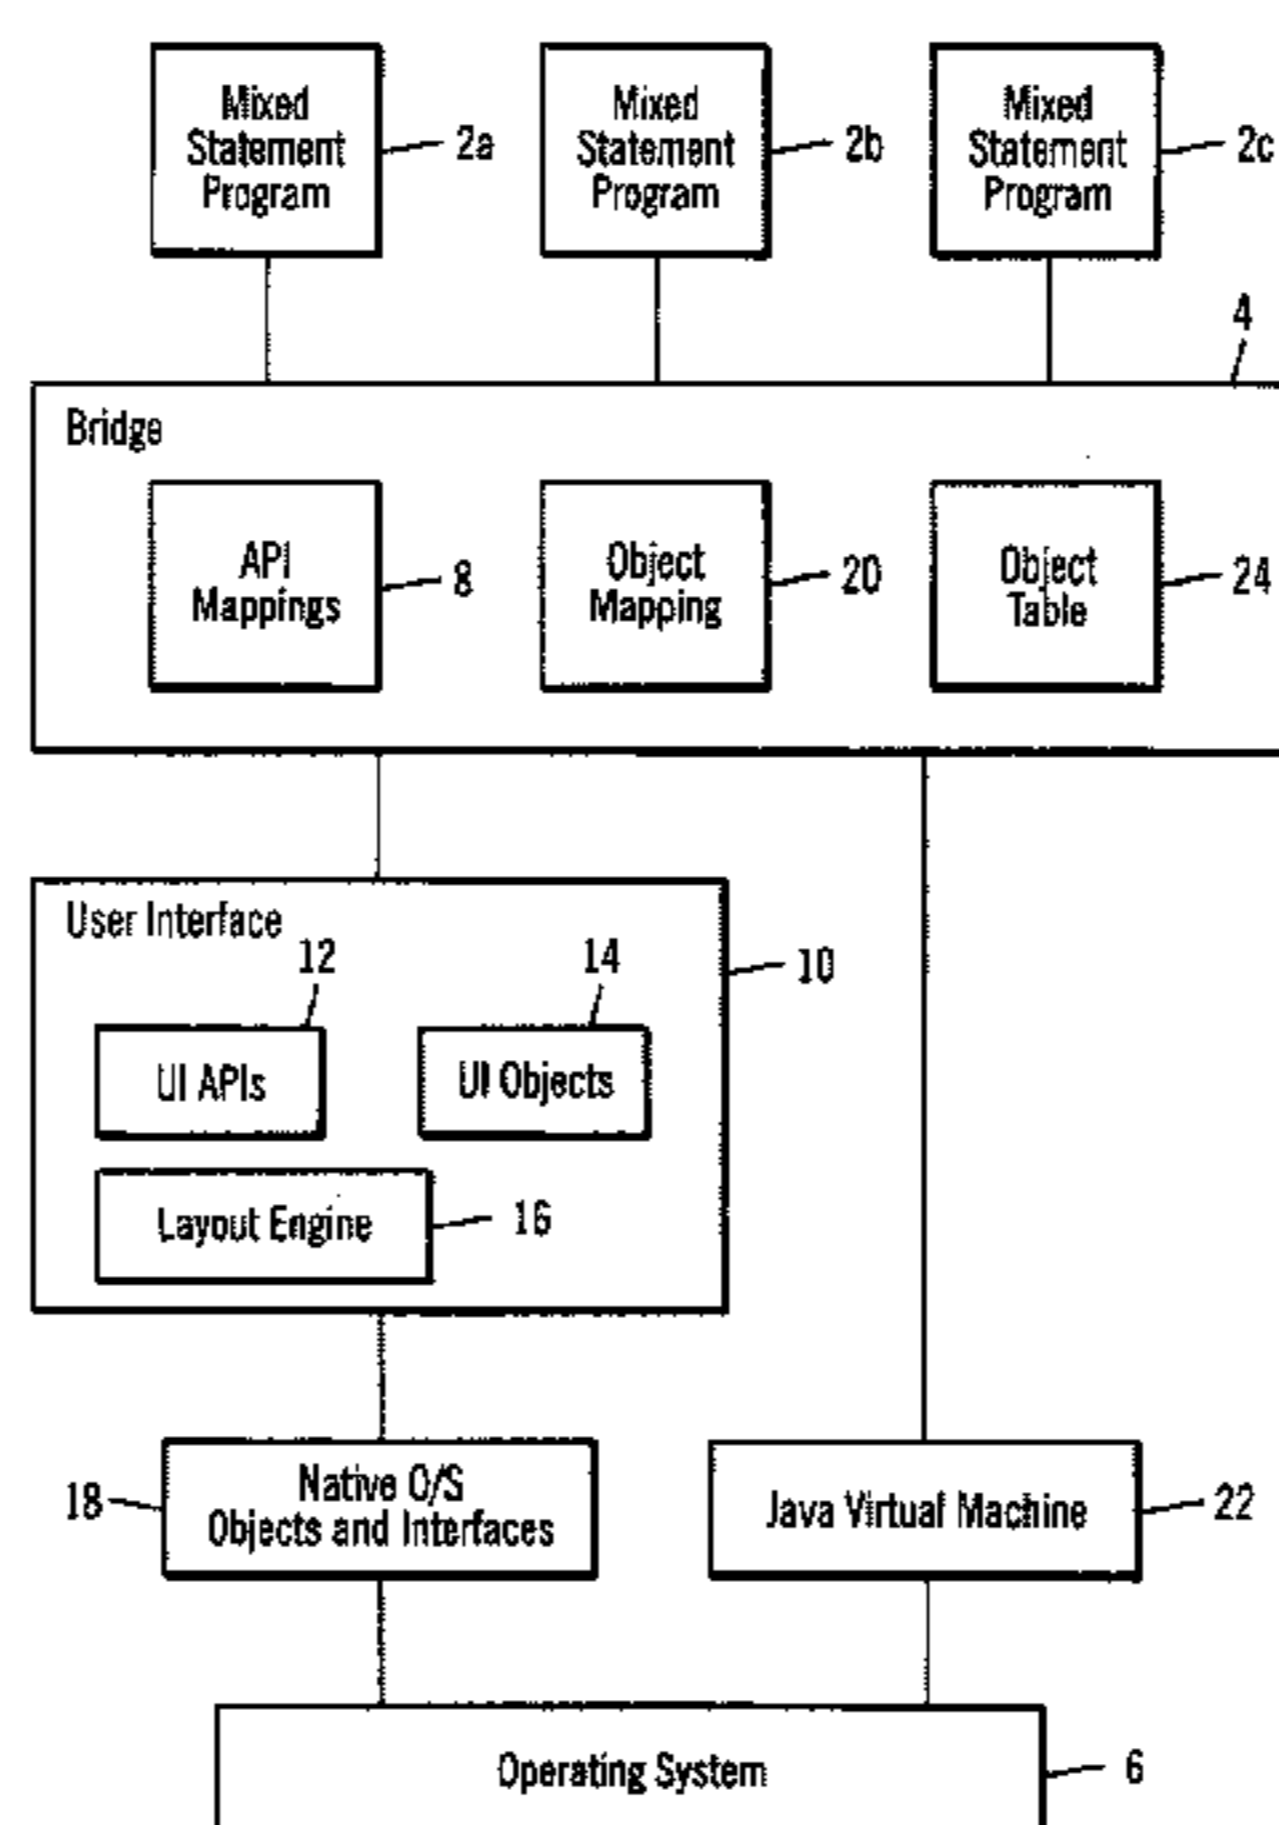 Mixed
Statement
Program
2a
Mixed
Statement
Program
2b
Mixed
Statement
Program
2c
4
Bridge
API
Mappings
8
Object
Mapping
20
Object
Table
24
User Interface
10
12
14
UI APIs
UI Objects
Layout Engine
16
18
Native O/S
Objects and Interfaces
Java Virtual Machine
22
Operating System
6